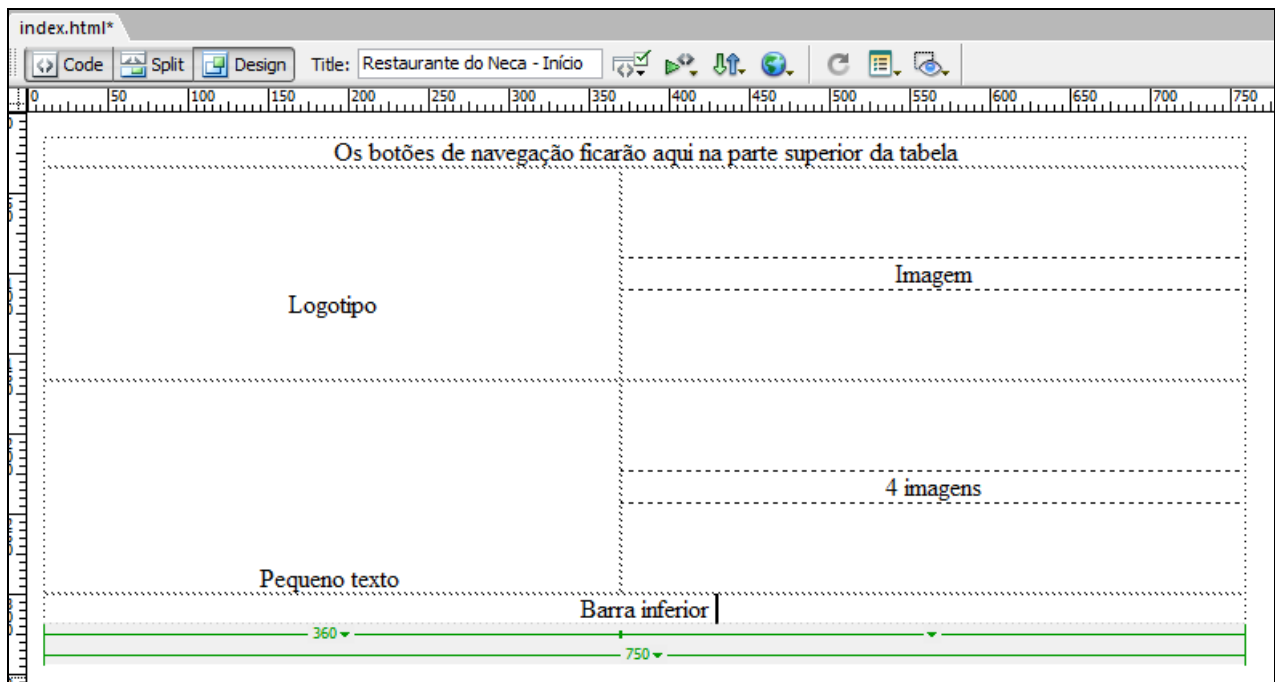 index.html*
Code Split Design Title: Restaurante do Neca - Início
0 50 100 150 200 250 300 350 400 450 500 550 600 650 700 750
Os botões de navegação ficarão aqui na parte superior da tabela
Imagem
Logotipo
4 imagens
Pequeno texto
Barra inferior
360
750